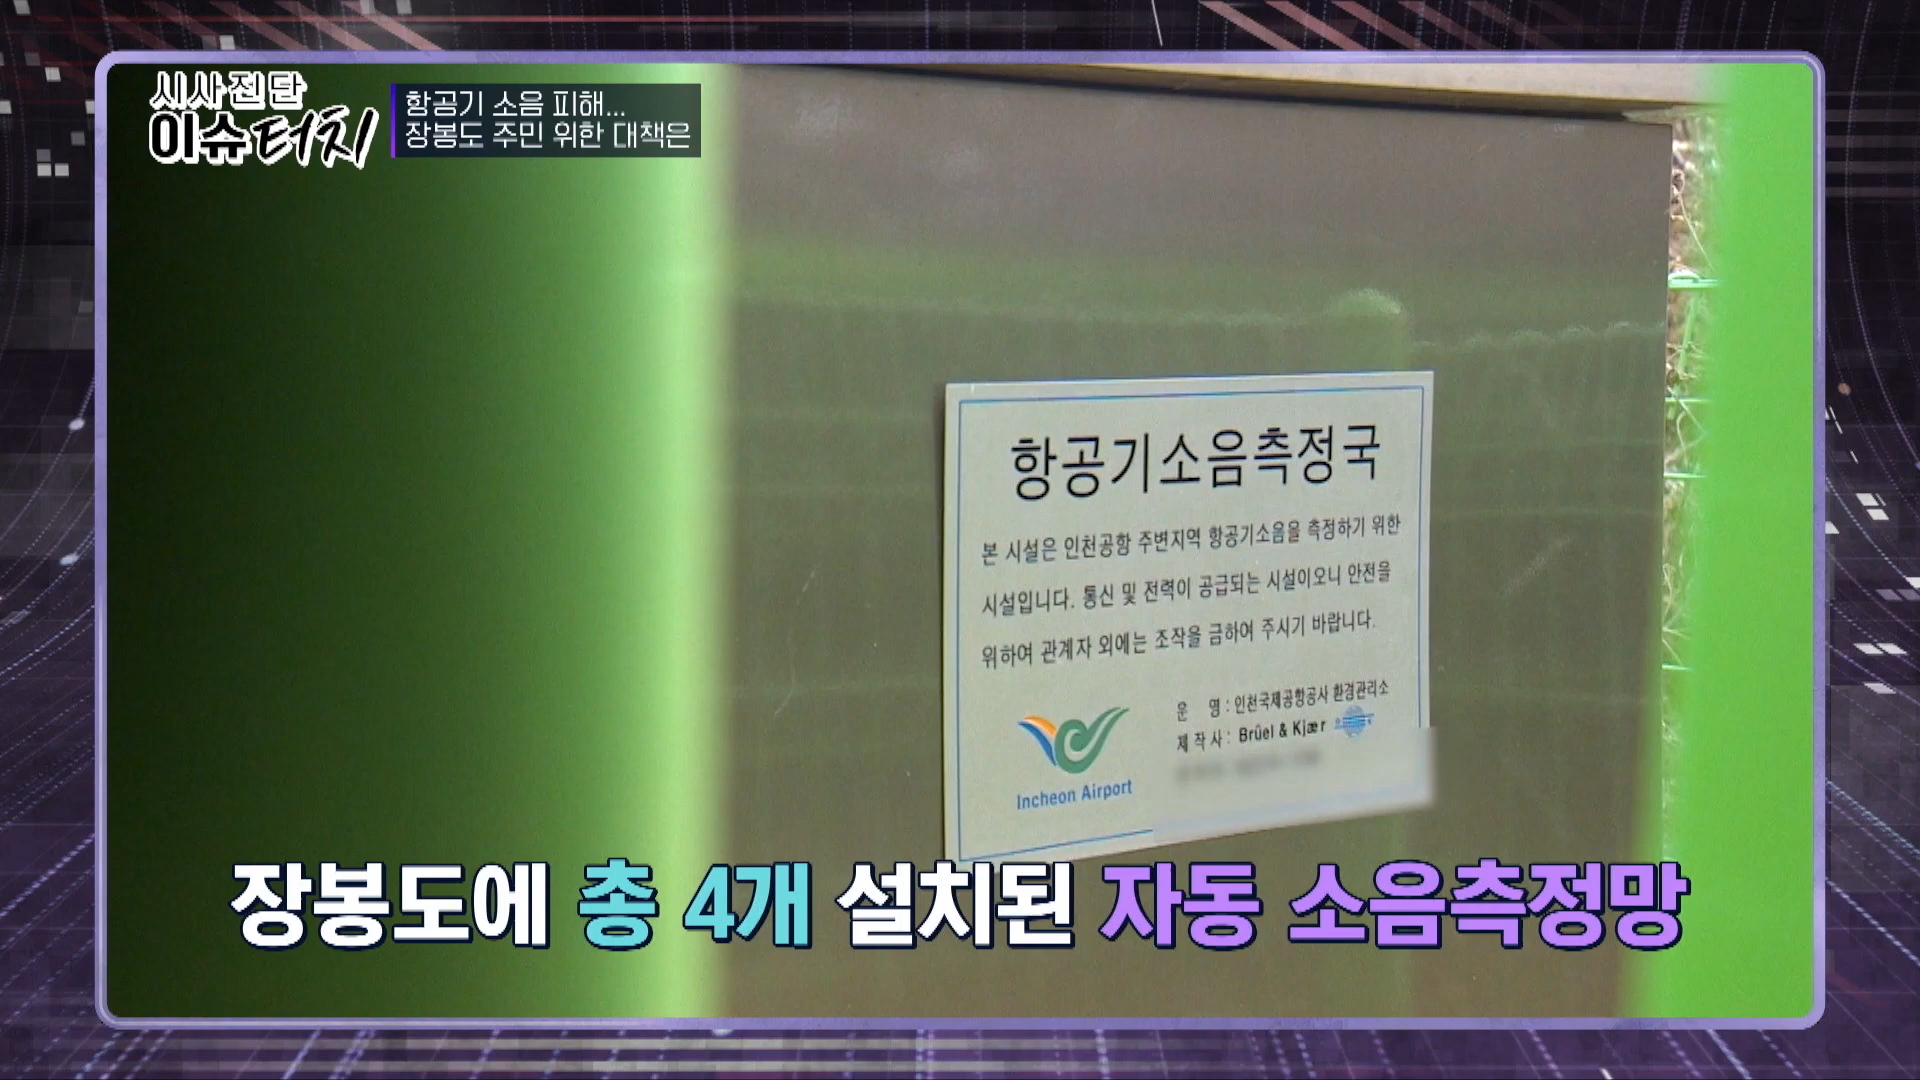 시사진단
이슈터치
항공기 소음 피해...
장봉도 주민 위한 대책은
항공기소음측정국
본 시설은 인천공항 주변지역 항공기소음을 측정하기 위한
시설입니다. 통신 및 전력이 공급되는 시설이오니 안전을
위하여 관계자 외에는 조작을 금하여 주시기 바랍니다.
운 영 : 인천국제공항공사 환경관리소
제 작 사 : Brûel & Kjær
Incheon Airport
장봉도에 총 4개 설치된 자동 소음측정망